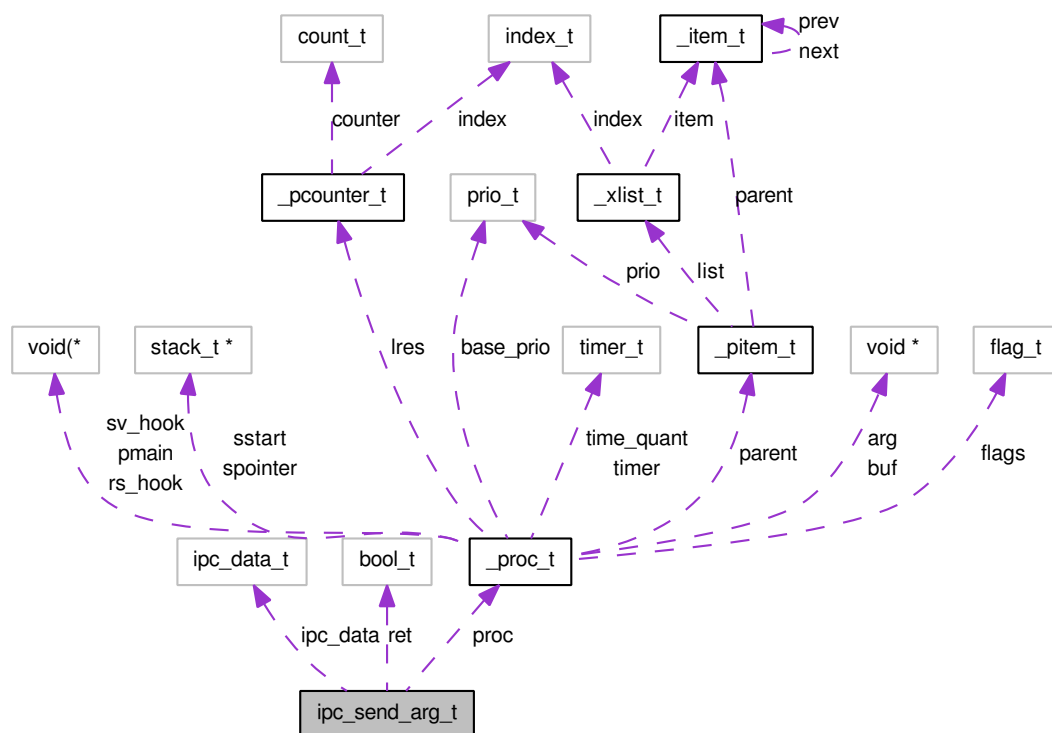 count_t
index_t
_item_t
prev
next
counter
index
index
item
_pcounter_t
prio_t
_xlist_t
parent
prio
list
void(*
stack_t *
lres
base_prio
timer_t
_pitem_t
void *
flag_t
sv_hook
pmain
rs_hook
sstart
spointer
time_quant
timer
parent
arg
buf
flags
ipc_data_t
bool_t
_proc_t
ipc_data
ret
proc
ipc_send_arg_t